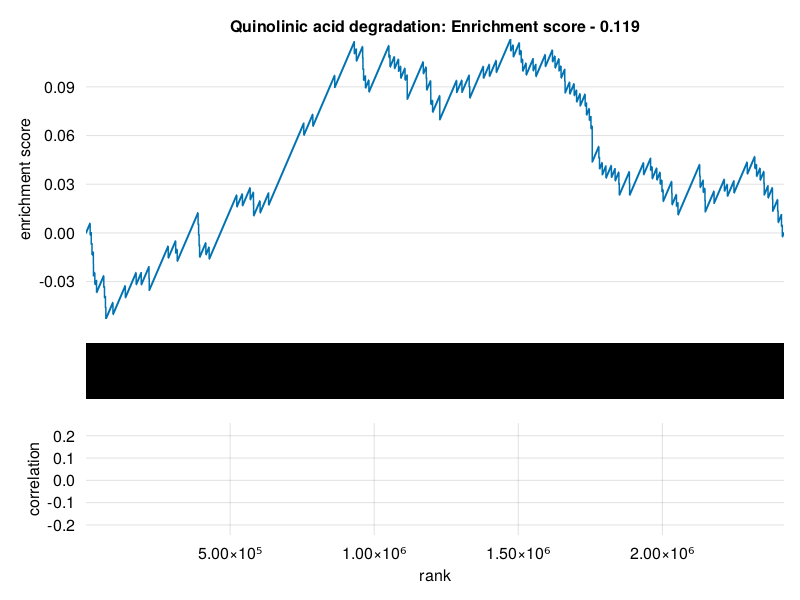 Quinolinic acid degradation: Enrichment score - 0.119
enrichment score
0.09
0.06
0.03
0.00
-0.03
correlation
0.2
0.1
0.0
-0.1
-0.2
5.00×10⁵ 1.00×10⁶ 1.50×10⁶ 2.00×10⁶
rank